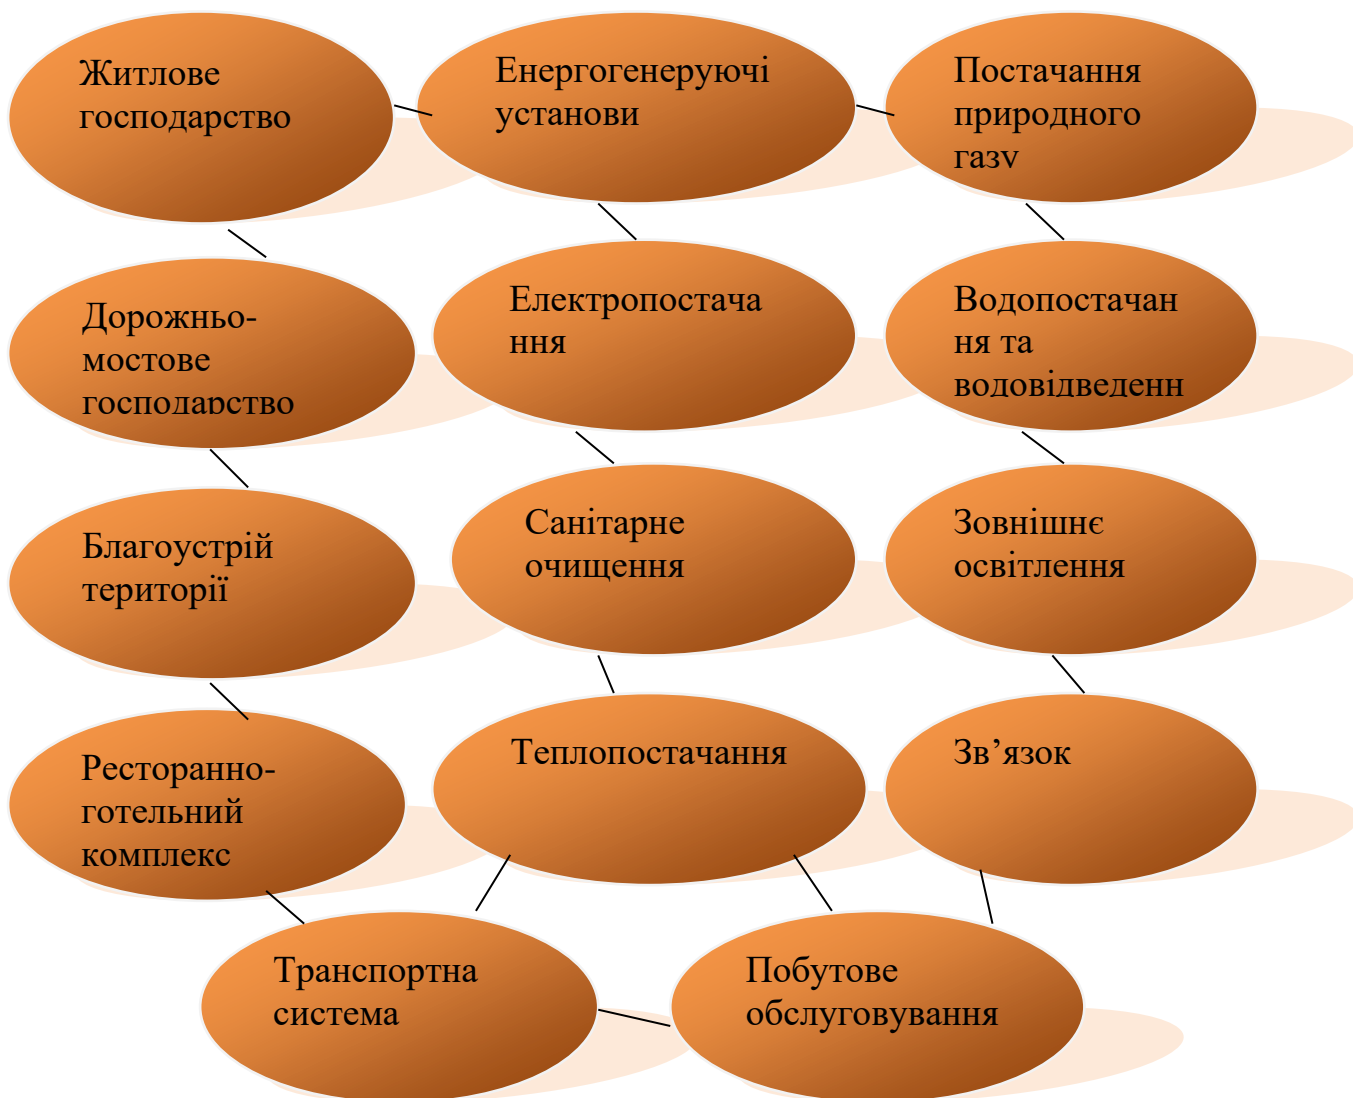 Житлове
господарство
Енергогенеруючі
установи
Постачання
природного
газу
Дорожньо-
мостове
господарство
Електропостача
ння
Водопостачан
ня та
водовідведенн
Благоустрій
території
Санітарне
очищення
Зовнішнє
освітлення
Ресторанно-
готельний
комплекс
Теплопостачання
Зв’язок
Транспортна
система
Побутове
обслуговування